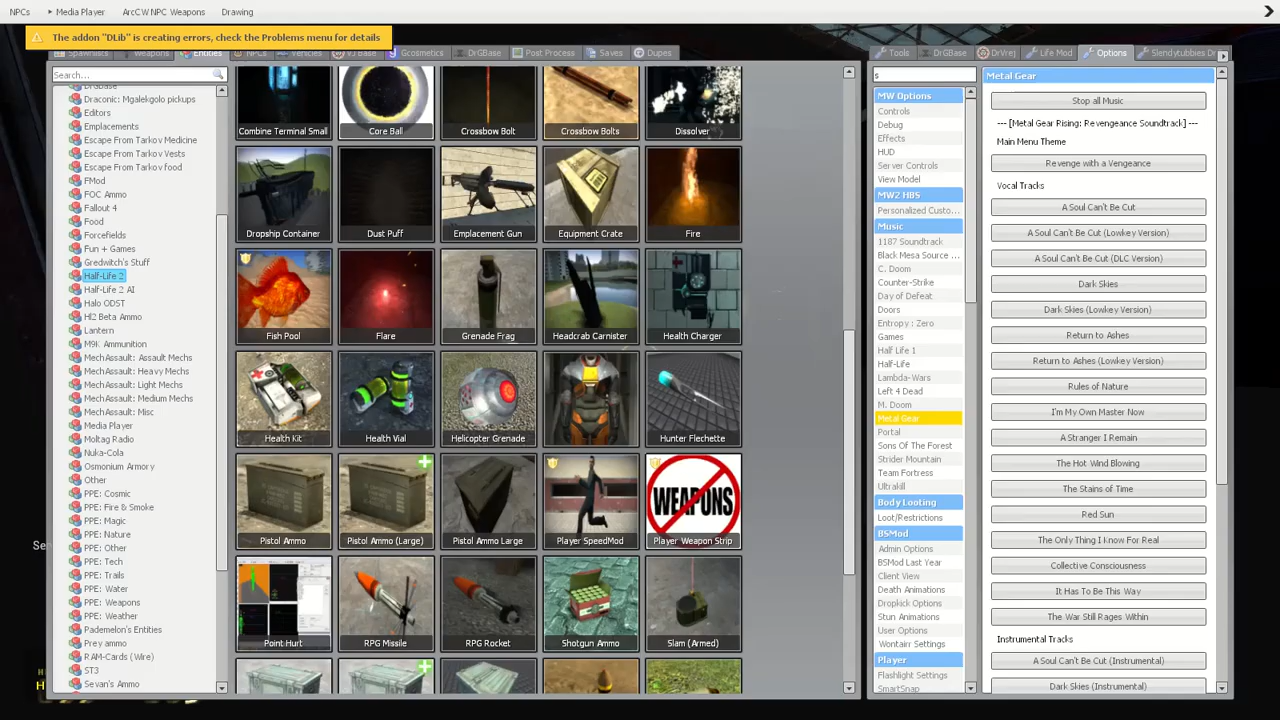 NPCs
Media Player
ArcCW NPC Weapons
Drawing
The addon "DLib" is creating errors, check the Problems menu for details
Spawnlists
Weapons
Entities
NPCs
Vehicles
VJ Base
Gcosmetics
DrGBase
Post Process
Saves
Dupes
Tools
DrGBase
DrVrej
Life Mod
Options
Slendytubbies Dr
Search...
DrGBase
Draconic: Mgalekgolo pickups
Editors
Emplacements
Escape From Tarkov Medicine
Escape From Tarkov Vests
Escape From Tarkov food
FMod
FOC Ammo
Fallout 4
Food
Forcefields
Fun + Games
Gredwitch's Stuff
Half-Life 2
Half-Life 2 AI
Halo ODST
Hl2 Beta Ammo
Lantern
M9K Ammunition
MechAssault: Assault Mechs
MechAssault: Heavy Mechs
MechAssault: Light Mechs
MechAssault: Medium Mechs
MechAssault: Misc
Media Player
Moltag Radio
Nuka-Cola
Osmonium Armory
Other
PPE: Cosmic
PPE: Fire & Smoke
PPE: Magic
PPE: Nature
PPE: Other
PPE: Tech
PPE: Trails
PPE: Water
PPE: Weapons
PPE: Weather
Pademelon's Entities
Prey ammo
RAM-Cards (Wire)
ST3
Sevan's Ammo
Combine Terminal Small
Core Ball
Crossbow Bolt
Crossbow Bolts
Dissolver
Dropship Container
Dust Puff
Emplacement Gun
Equipment Crate
Fire
Fish Pool
Flare
Grenade Frag
Headcrab Carnister
Health Charger
Health Kit
Health Vial
Helicopter Grenade
Hunter Flechette
Pistol Ammo
Pistol Ammo (Large)
Pistol Ammo Large
Player SpeedMod
WEAPONS
Player Weapon Strip
Point Hurt
RPG Missile
RPG Rocket
Shotgun Ammo
Slam (Armed)
s
MW Options
Controls
Debug
Effects
HUD
Server Controls
View Model
MW2 HBS
Personalized Custo...
Music
1187 Soundtrack
Black Mesa Source ...
C. Doom
Counter-Strike
Day of Defeat
Doors
Entropy : Zero
Games
Half Life 1
Half-Life
Lambda-Wars
Left 4 Dead
M. Doom
Metal Gear
Portal
Sons Of The Forest
Strider Mountain
Team Fortress
Ultrakill
Body Looting
Loot/Restrictions
BSMod
Admin Options
BSMod Last Year
Client View
Death Animations
Dropkick Options
Stun Animations
User Options
Wontairr Settings
Player
Flashlight Settings
SmartSnap
Metal Gear
Stop all Music
--- [Metal Gear Rising: Revengeance Soundtrack] ---
Main Menu Theme
Revenge with a Vengeance
Vocal Tracks
A Soul Can't Be Cut
A Soul Can't Be Cut (Lowkey Version)
A Soul Can't Be Cut (DLC Version)
Dark Skies
Dark Skies (Lowkey Version)
Return to Ashes
Return to Ashes (Lowkey Version)
Rules of Nature
I'm My Own Master Now
A Stranger I Remain
The Hot Wind Blowing
The Stains of Time
Red Sun
The Only Thing I Know For Real
Collective Consciousness
It Has To Be This Way
The War Still Rages Within
Instrumental Tracks
A Soul Can't Be Cut (Instrumental)
Dark Skies (Instrumental)
Se